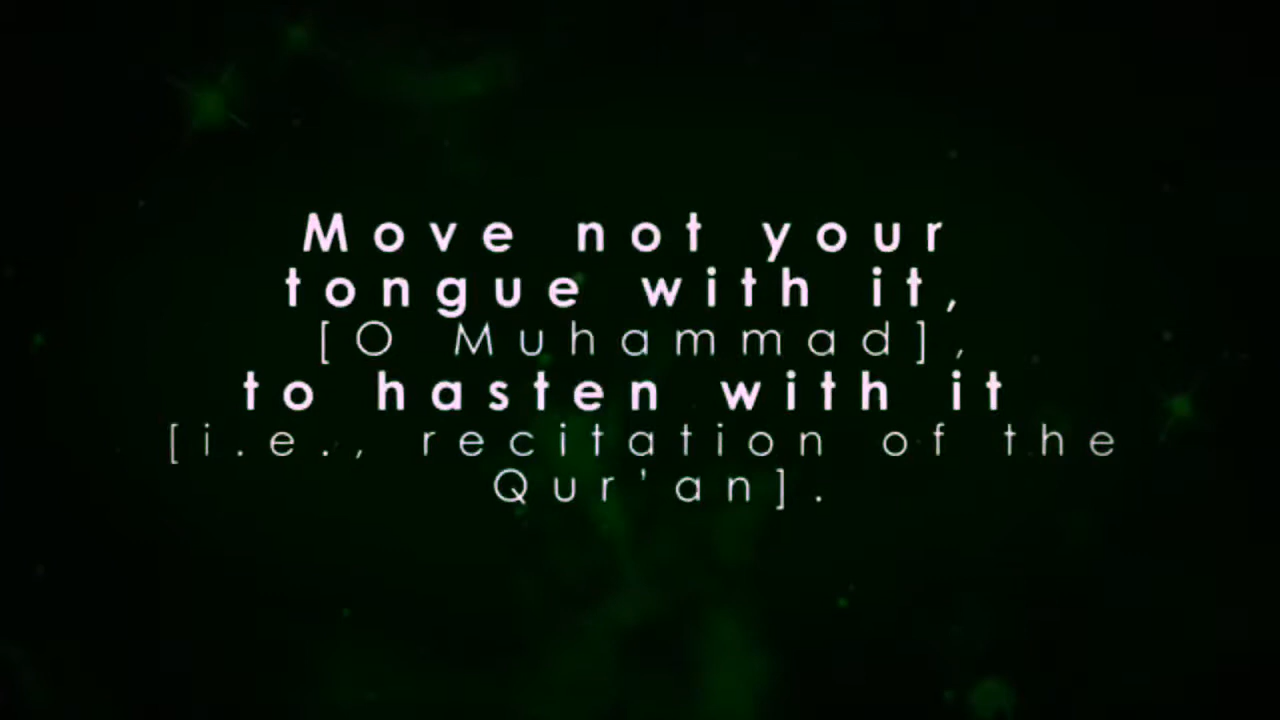 Move not your
tongue with it,
[O Muhammad],
to hasten with it
[i.e., recitation of the
Qur'an].